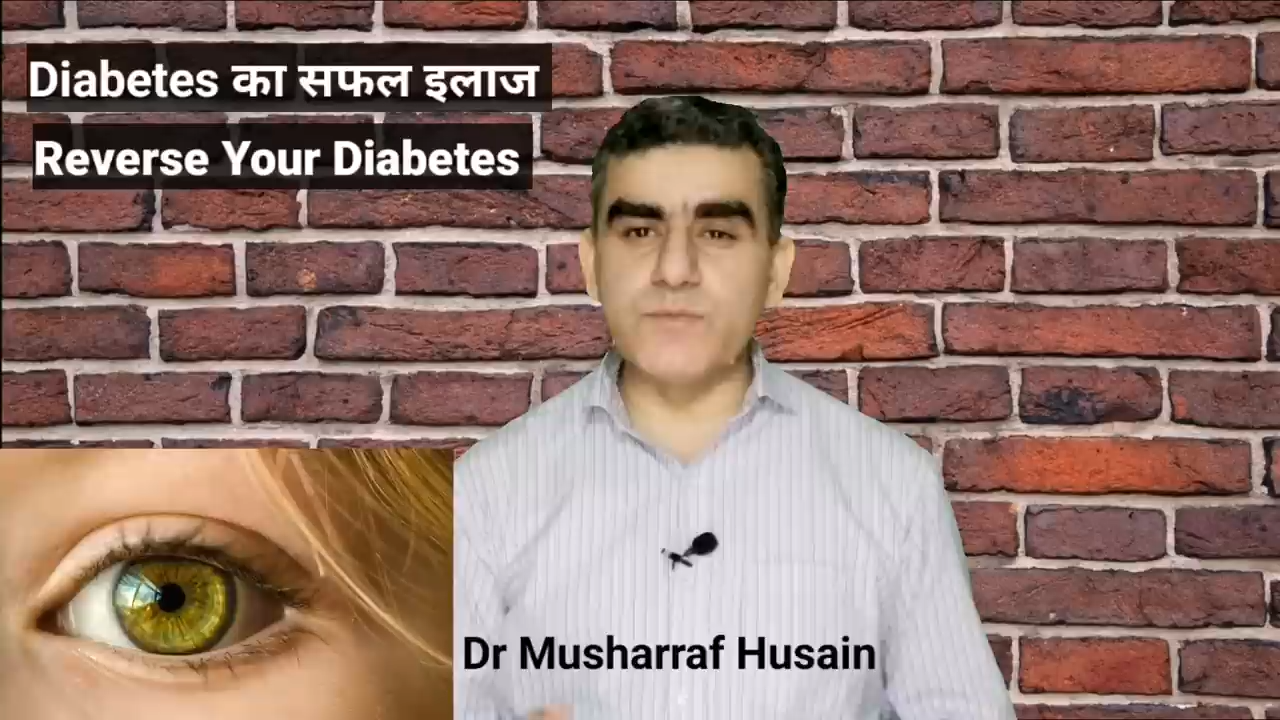 Diabetes का सफल इलाज
Reverse Your Diabetes
Dr Musharraf Husain